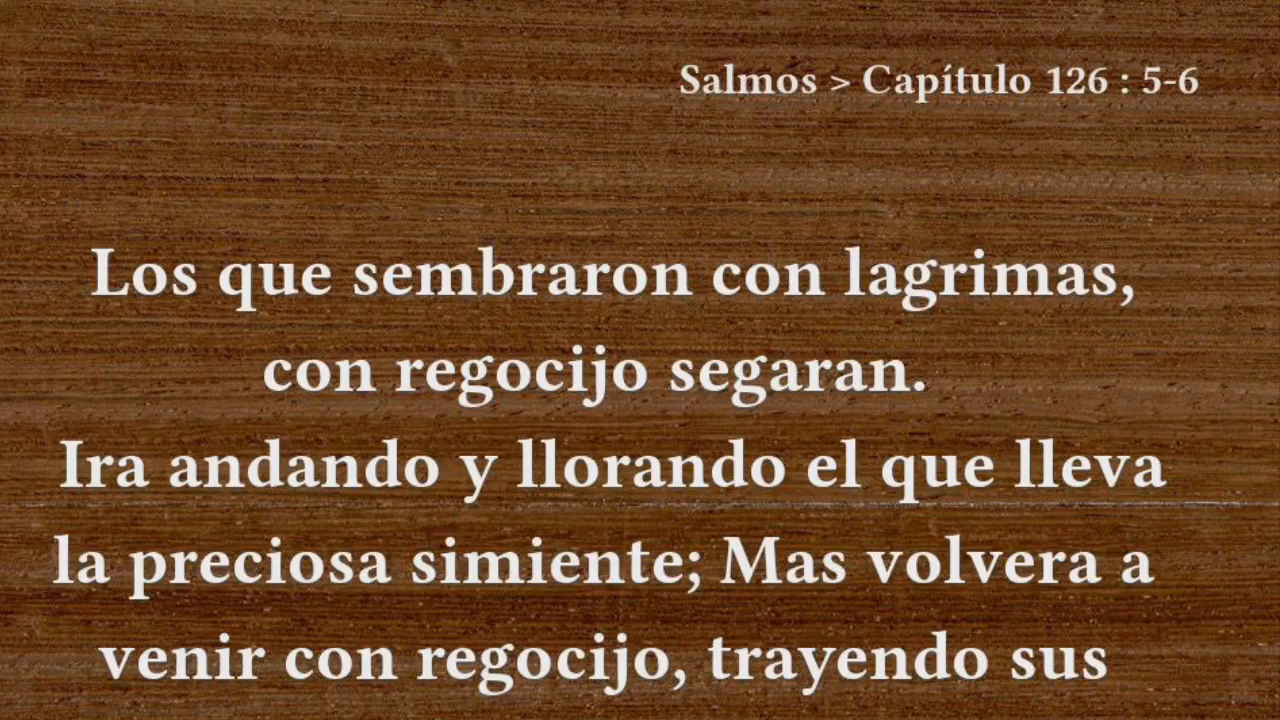 Salmos > Capítulo 126 : 5-6
Los que sembraron con lagrimas,
con regocijo segaran.
Ira andando y llorando el que lleva
la preciosa simiente; Mas volvera a
venir con regocijo, trayendo sus